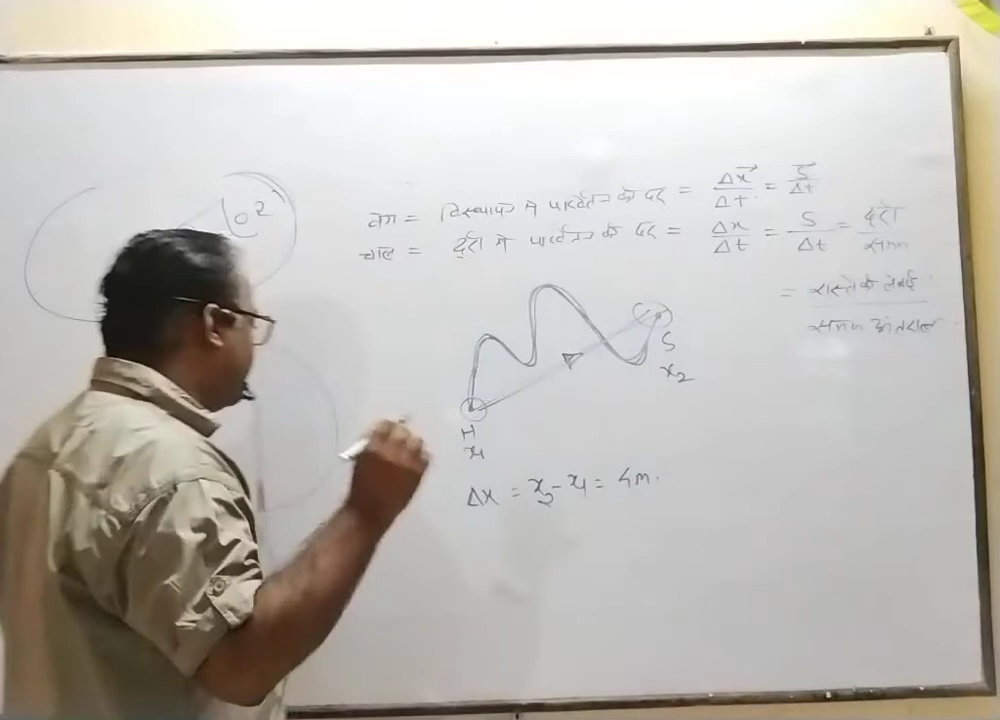 10²
वेग = विस्थापन मे परिवर्तन की दर = Δx⃗/Δt = S⃗/Δt
चाल = दूरी मे परिवर्तन की दर = Δx/Δt = S/Δt = दूरी/समय
= रास्ते की लंबाई/समय अंतराल
S
x₂
H
x₁
Δx = x₂ - x₁ = 4m.